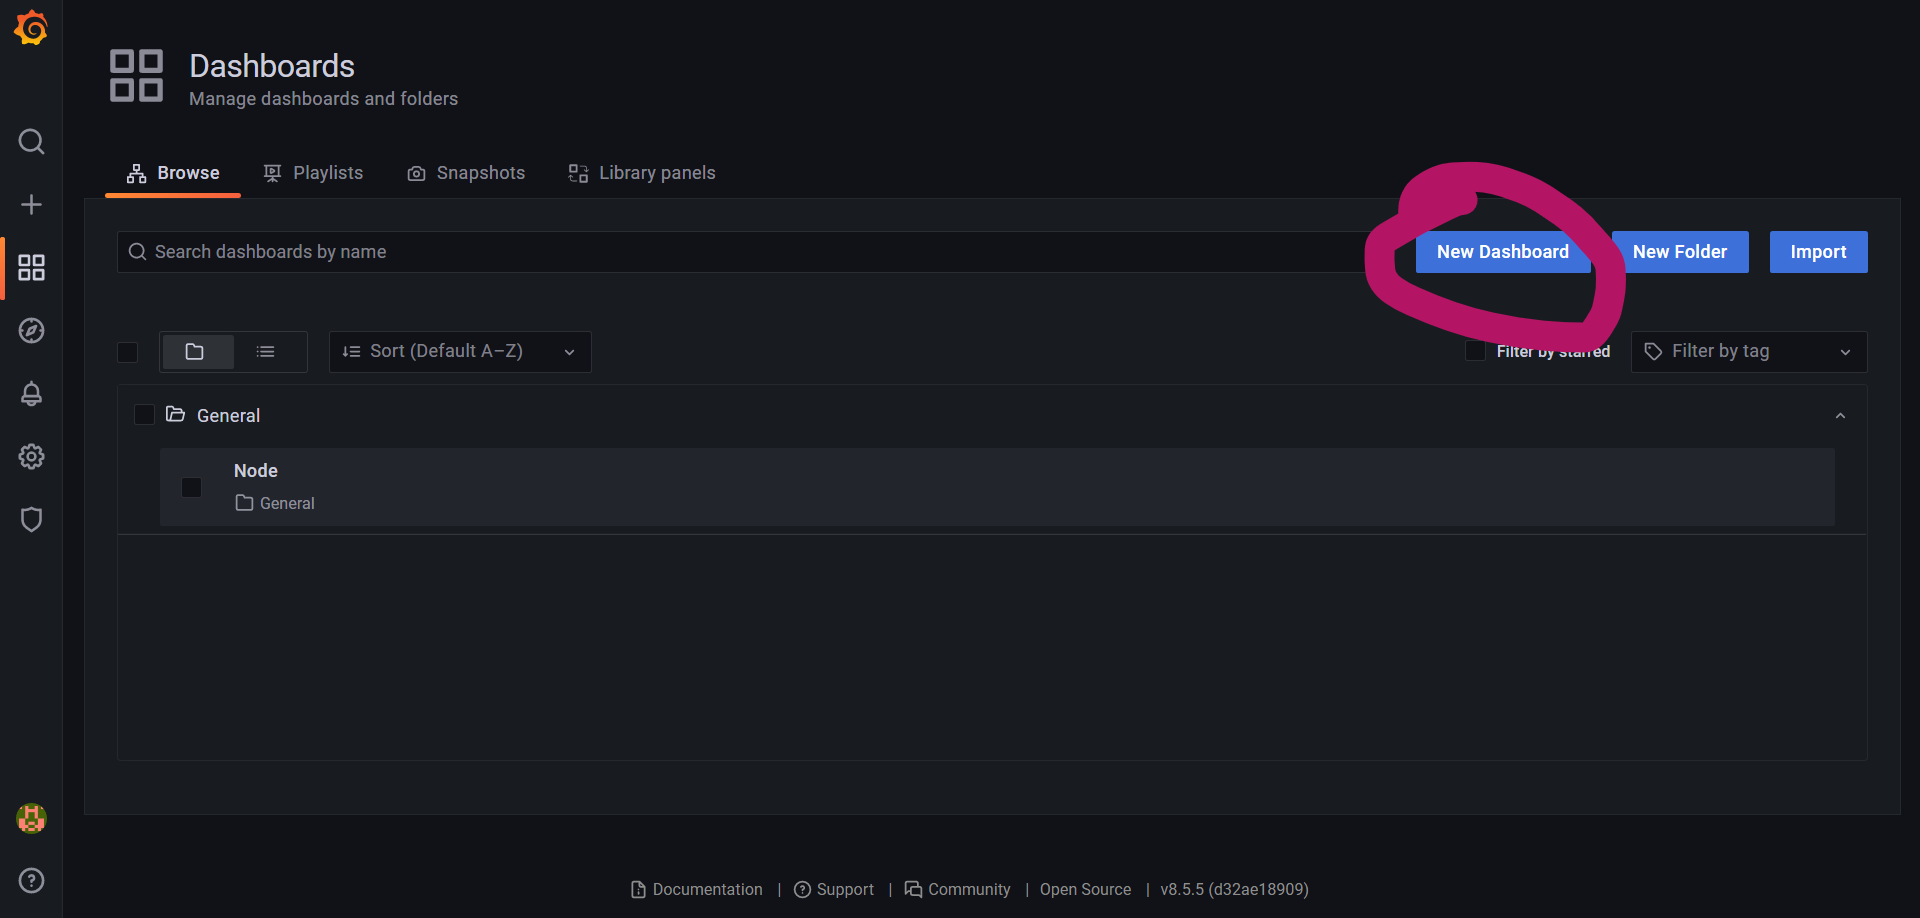 Dashboards
Manage dashboards and folders
Browse Playlists Snapshots Library panels
Search dashboards by name New Dashboard New Folder Import
Sort (Default A–Z) Filter by starred Filter by tag
General
Node
General
Documentation | Support | Community | Open Source | v8.5.5 (d32ae18909)